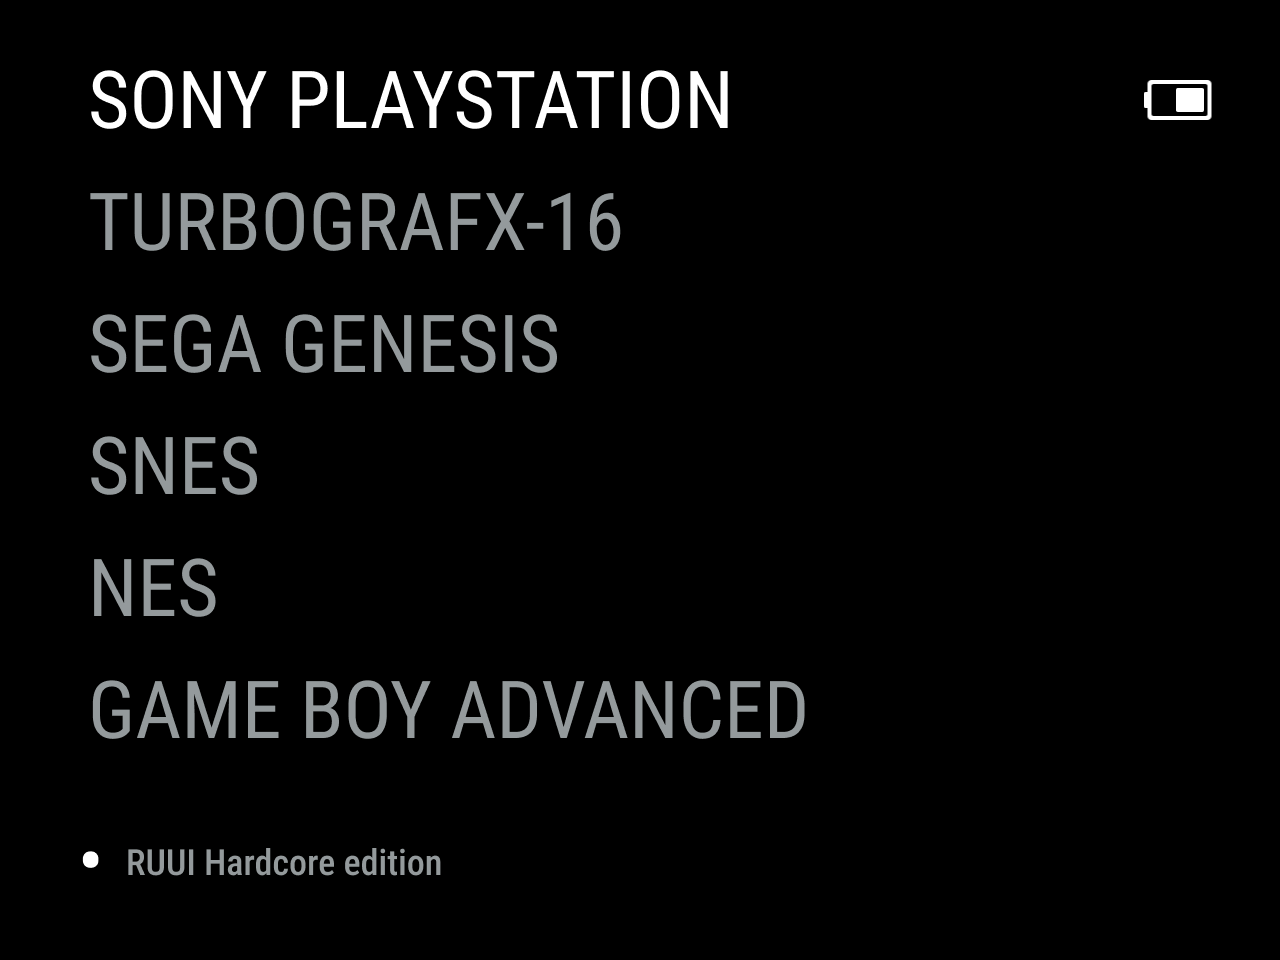 SONY PLAYSTATION
TURBOGRAFX-16
SEGA GENESIS
SNES
NES
GAME BOY ADVANCED
RUUI Hardcore edition